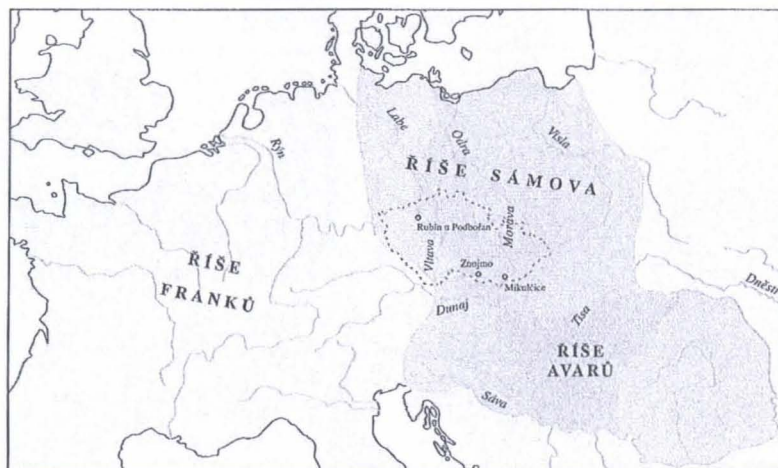 Labe
Odra
Visla
Rýn
ŘÍŠE SÁMOVA
Rubín u Podbořan
Vltava
Morava
ŘÍŠE
FRANKŮ
Znojmo
Mikulčice
Dněstr
Dunaj
Tisa
ŘÍŠE
AVARŮ
Sáva